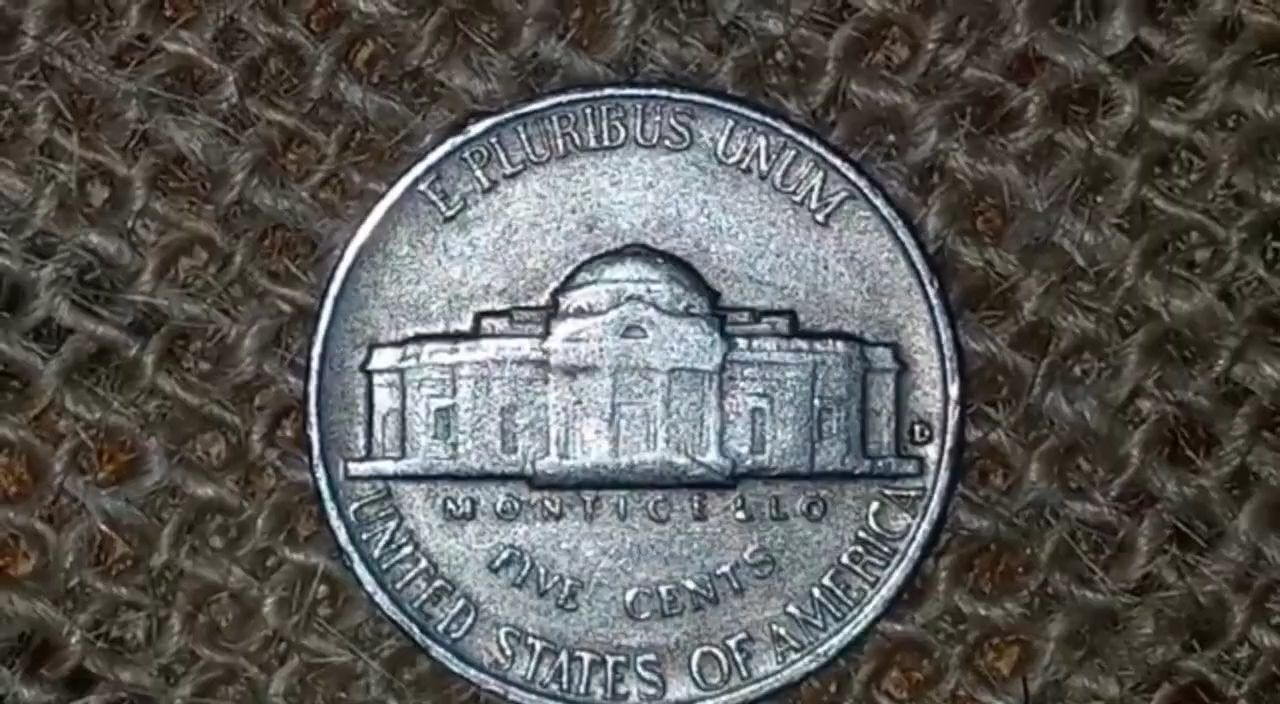 E PLURIBUS UNUM
D
MONTICELLO
FIVE CENTS
UNITED STATES OF AMERICA